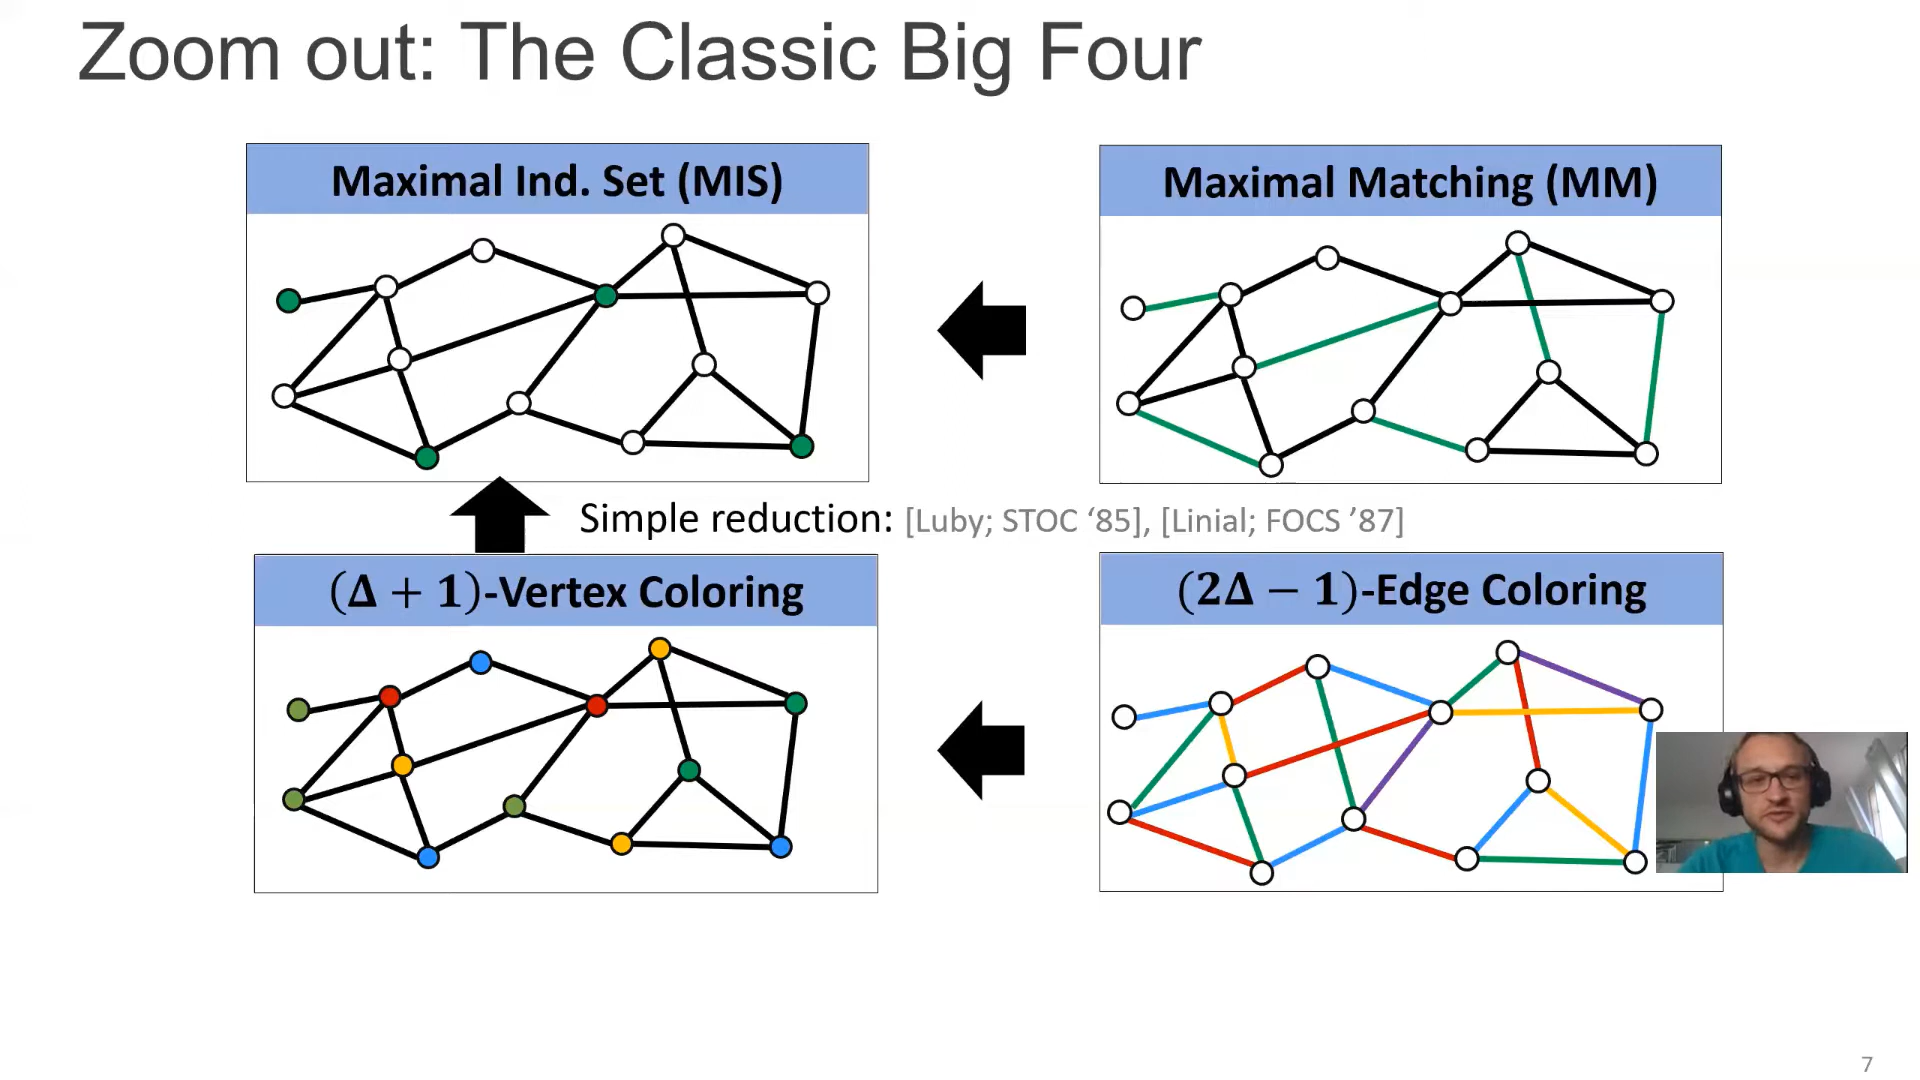 Zoom out: The Classic Big Four
Maximal Ind. Set (MIS)
Maximal Matching (MM)
Simple reduction: [Luby; STOC ‘85], [Linial; FOCS ’87]
(Δ + 1)-Vertex Coloring
(2Δ − 1)-Edge Coloring
7